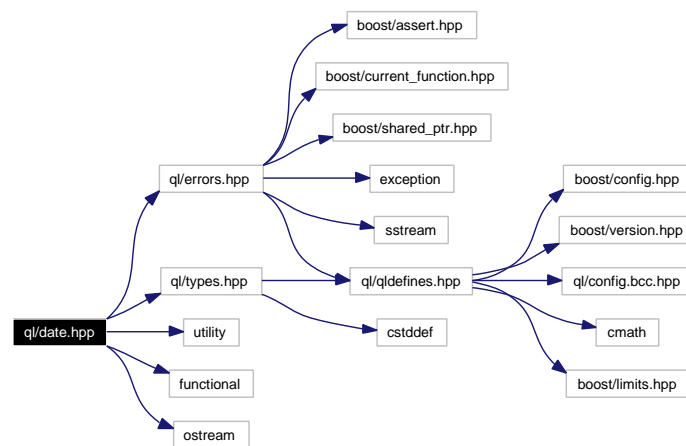 boost/assert.hpp
boost/current_function.hpp
boost/shared_ptr.hpp
ql/errors.hpp
exception
boost/config.hpp
sstream
boost/version.hpp
ql/types.hpp
ql/qldefines.hpp
ql/config.bcc.hpp
ql/date.hpp
utility
cstddef
cmath
functional
boost/limits.hpp
ostream